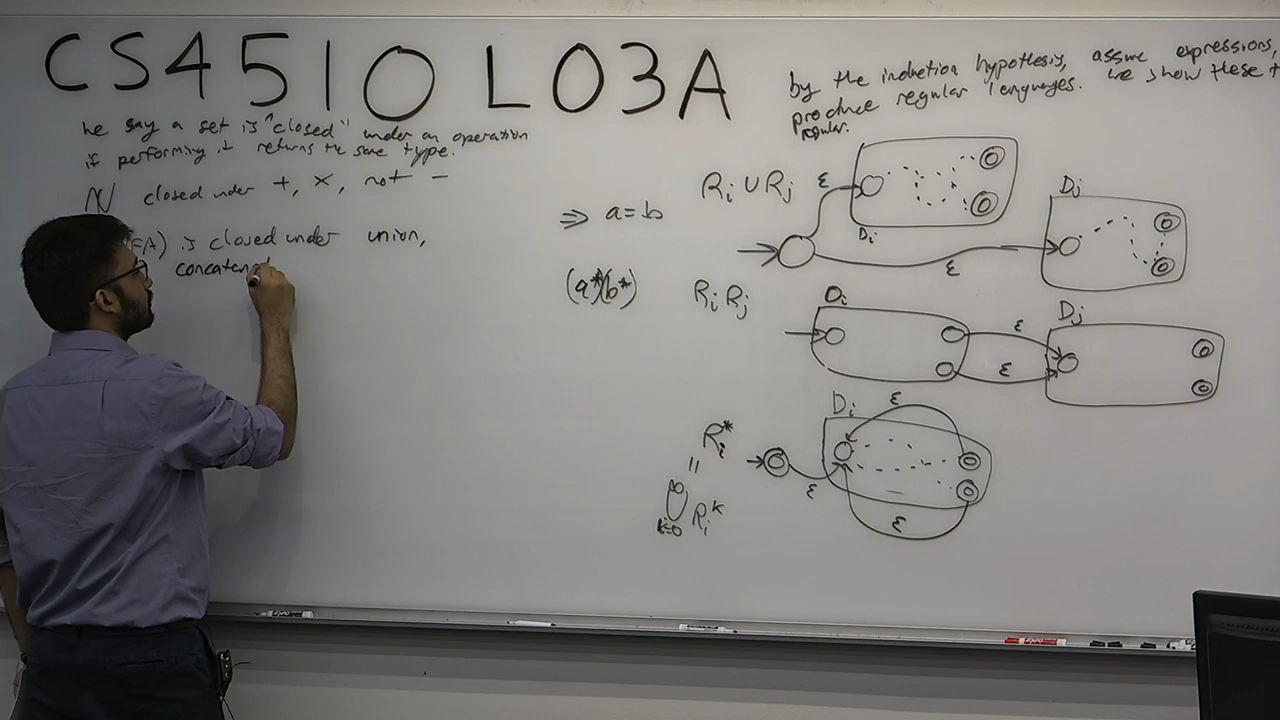 CS4510 L03A
we say a set is "closed" under an operation
if performing it returns the same type.
ℕ closed under +, ×, not −
FA) is closed under union,
concatenat
⇒ a=b
(a*)(b*)
by the induction hypothesis, assume expressions,
produce regular languages. we show these
regular.
Ri ∪ Rj
ε
Di
ε
Dj
Ri Rj
Di
ε
ε
Dj
Ri*
=
∞
∪ Ri^k
k=0
ε
Di
ε
ε